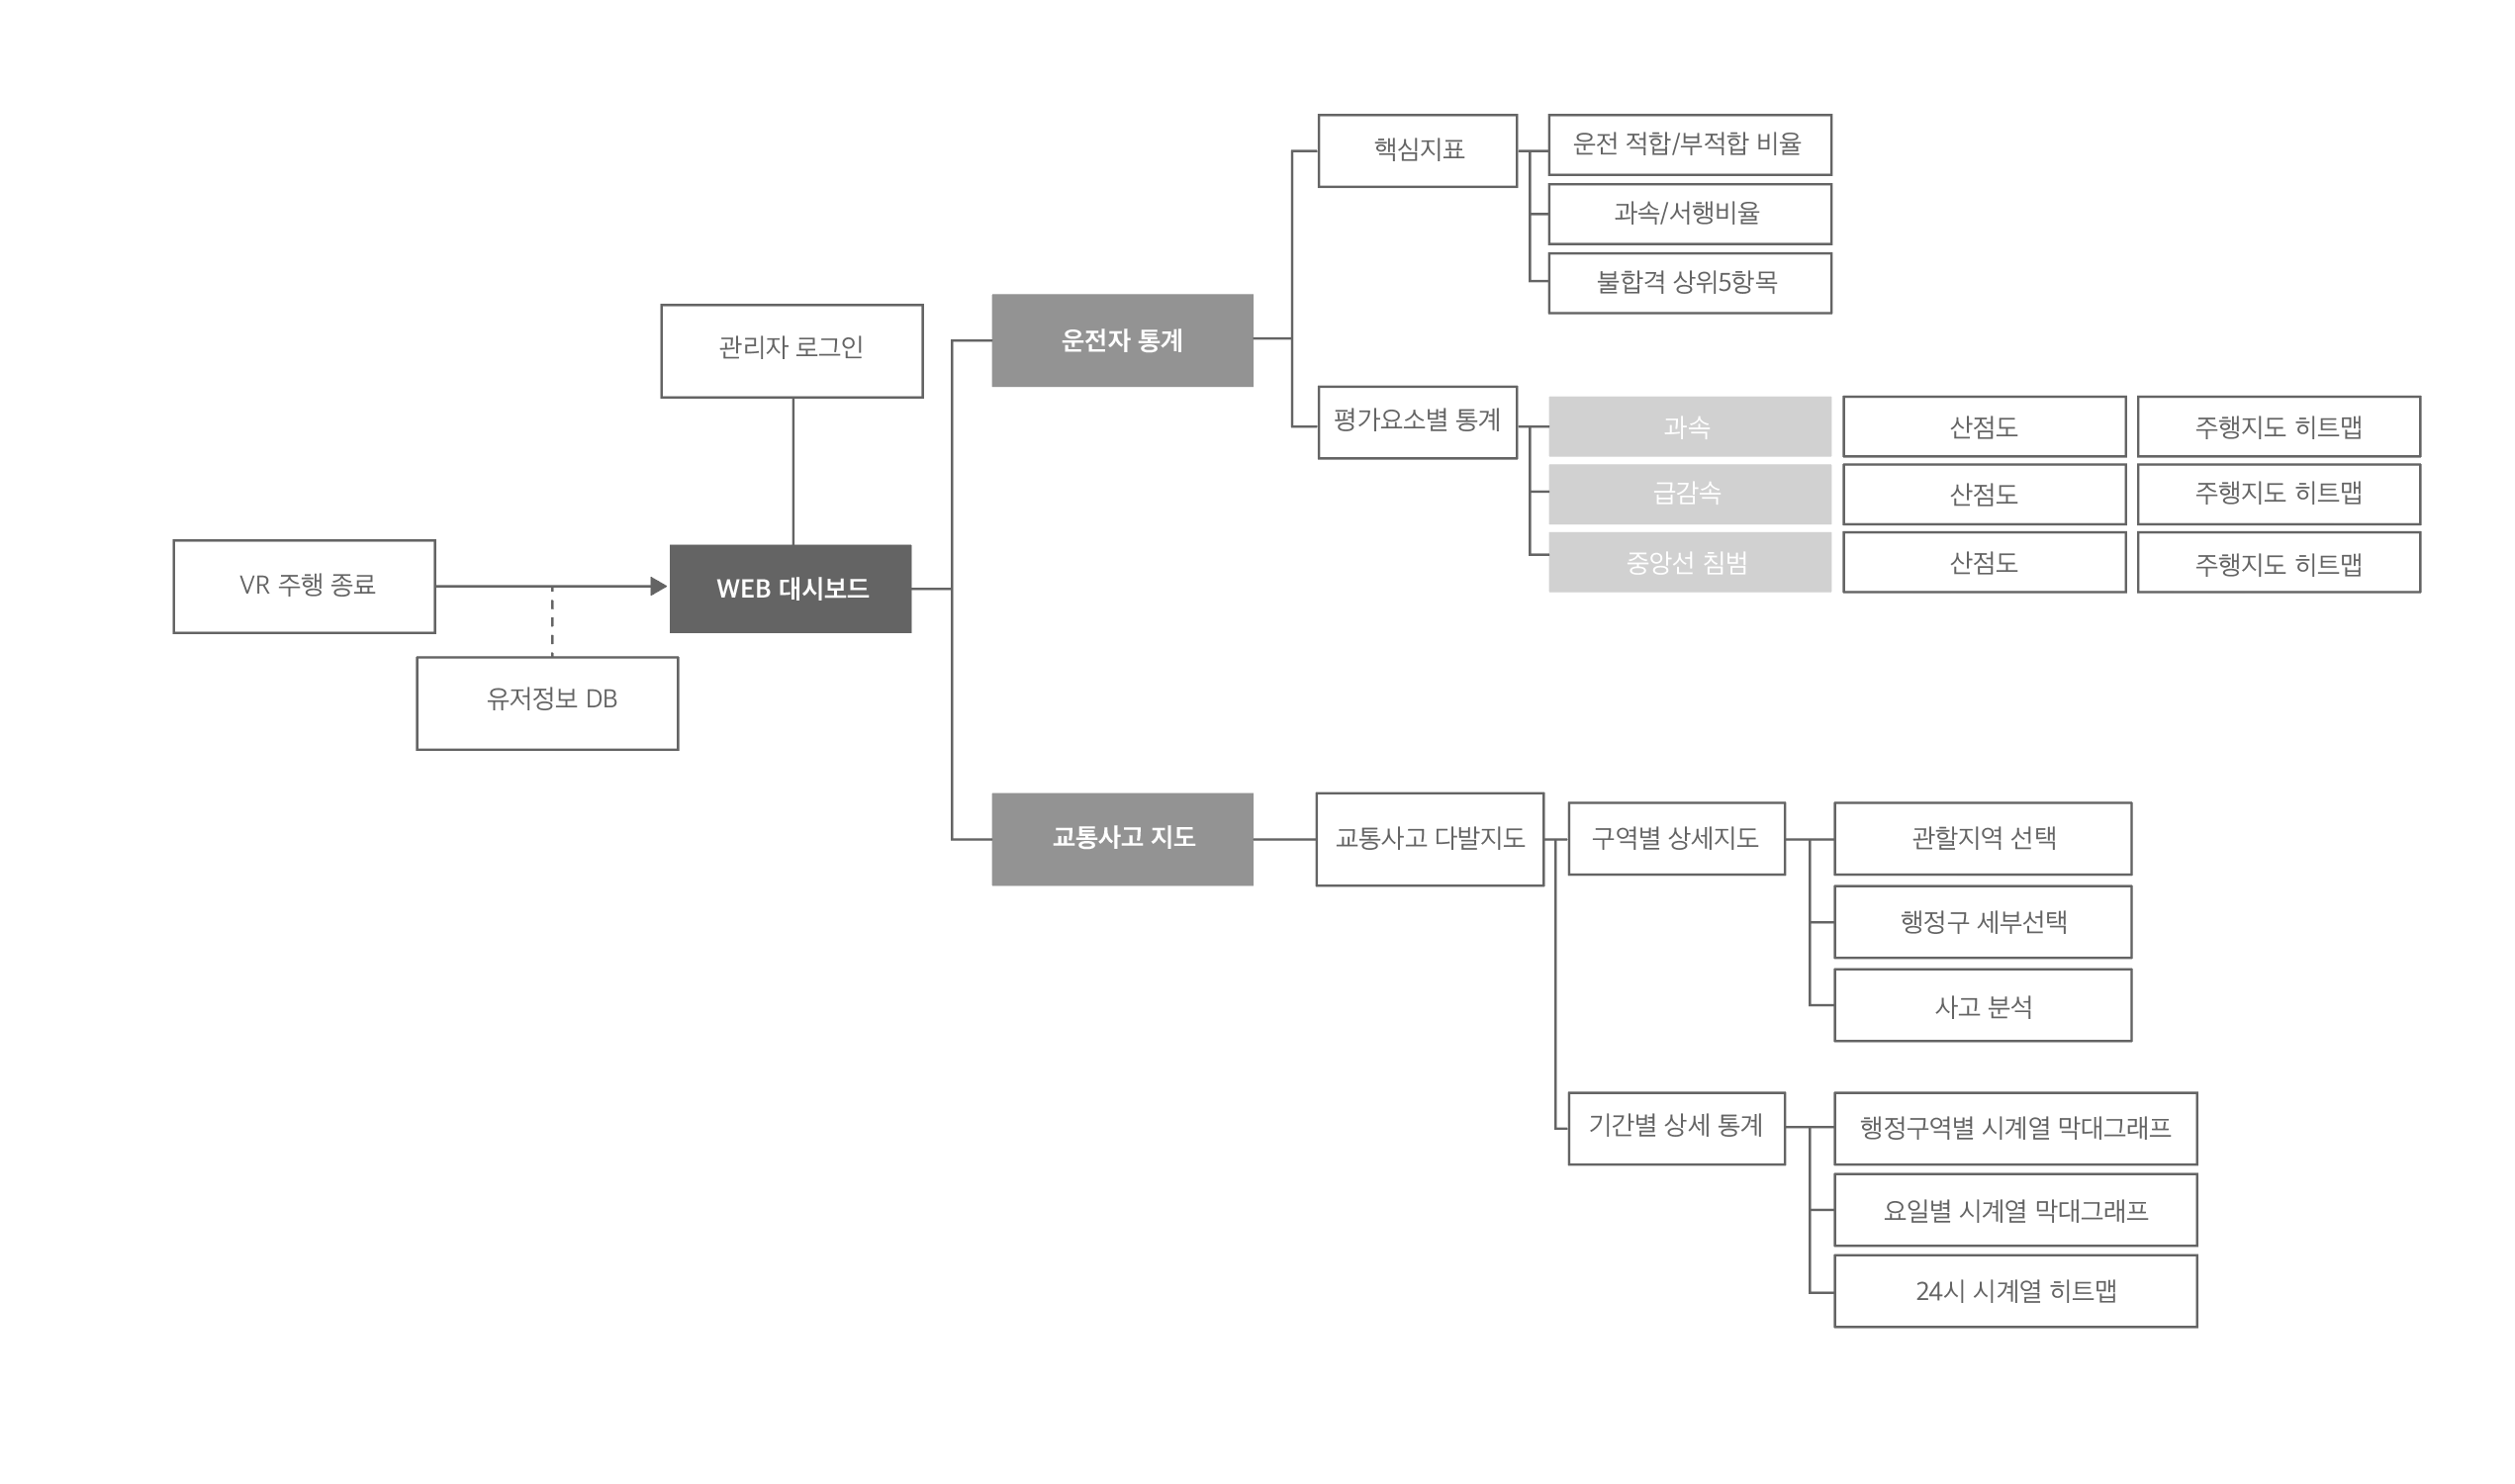 VR 주행 종료
유저정보 DB
관리자 로그인
WEB 대시보드
운전자 통계
핵심지표
운전 적합/부적합 비율
과속/서행비율
불합격 상위5항목
평가요소별 통계
과속
산점도
주행지도 히트맵
급감속
산점도
주행지도 히트맵
중앙선 침범
산점도
주행지도 히트맵
교통사고 지도
교통사고 다발지도
구역별 상세지도
관할지역 선택
행정구 세부선택
사고 분석
기간별 상세 통계
행정구역별 시계열 막대그래프
요일별 시계열 막대그래프
24시 시계열 히트맵